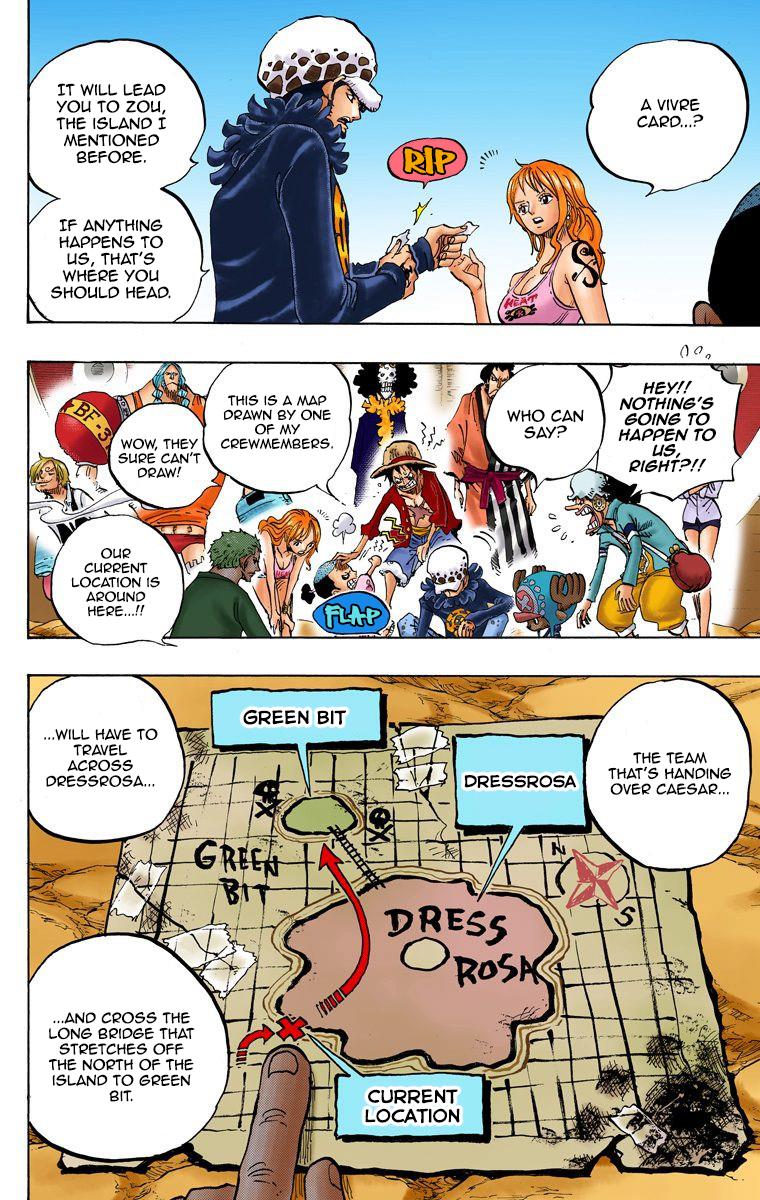 A VIVRE
CARD...?
IT WILL LEAD
YOU TO ZOU,
THE ISLAND I
MENTIONED
BEFORE.
RIP
IF ANYTHING
HAPPENS TO
US, THAT'S
WHERE YOU
SHOULD HEAD.
HEAT
HEY!!
NOTHING'S
GOING TO
HAPPEN TO
US,
RIGHT?!!
WHO CAN
SAY?
THIS IS A MAP
DRAWN BY ONE
OF MY
CREWMEMBERS.
WOW, THEY
SURE CAN'T
DRAW!
BF-3
OUR
CURRENT
LOCATION IS
AROUND
HERE...!!
FLAP
THE TEAM
THAT'S HANDING
OVER CAESAR...
...WILL HAVE TO
TRAVEL
ACROSS
DRESSROSA...
GREEN BIT
DRESSROSA
GREEN
BIT
N
S
DRESS
ROSA
...AND CROSS THE
LONG BRIDGE THAT
STRETCHES OFF
THE NORTH OF THE
ISLAND TO GREEN
BIT.
CURRENT
LOCATION